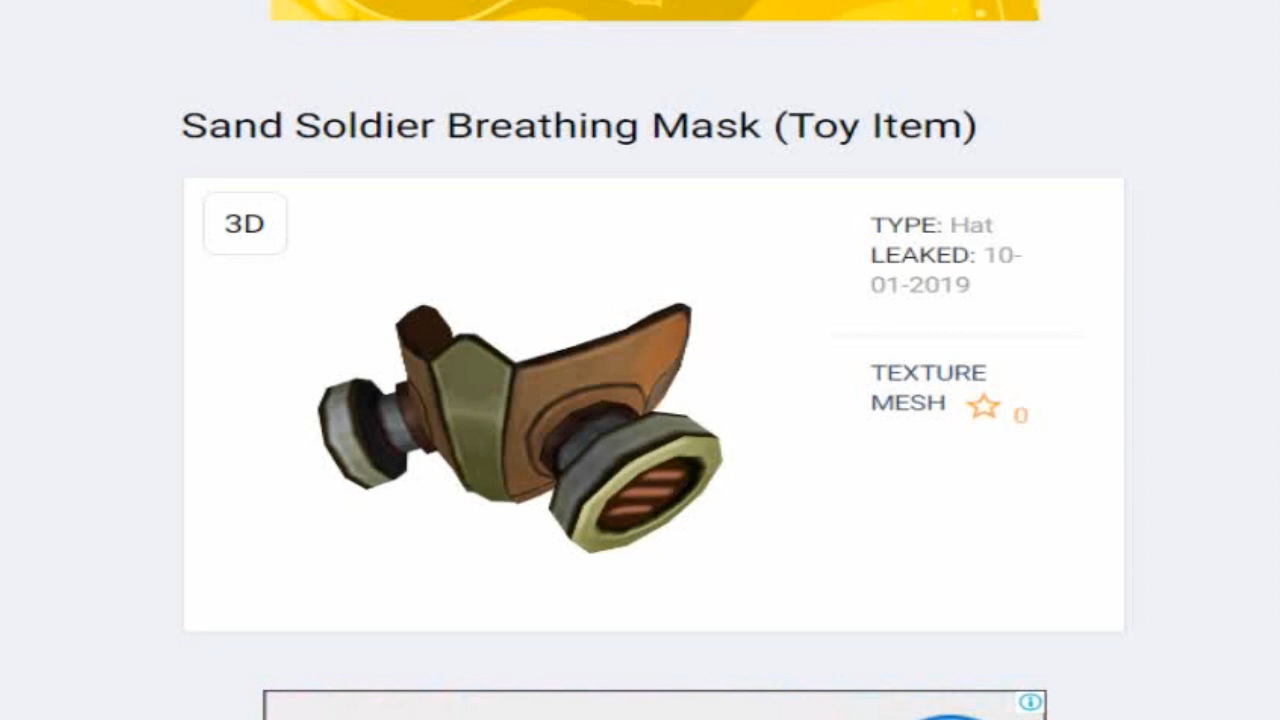 Sand Soldier Breathing Mask (Toy Item)
3D
TYPE: Hat
LEAKED: 10-
01-2019
TEXTURE
MESH 0